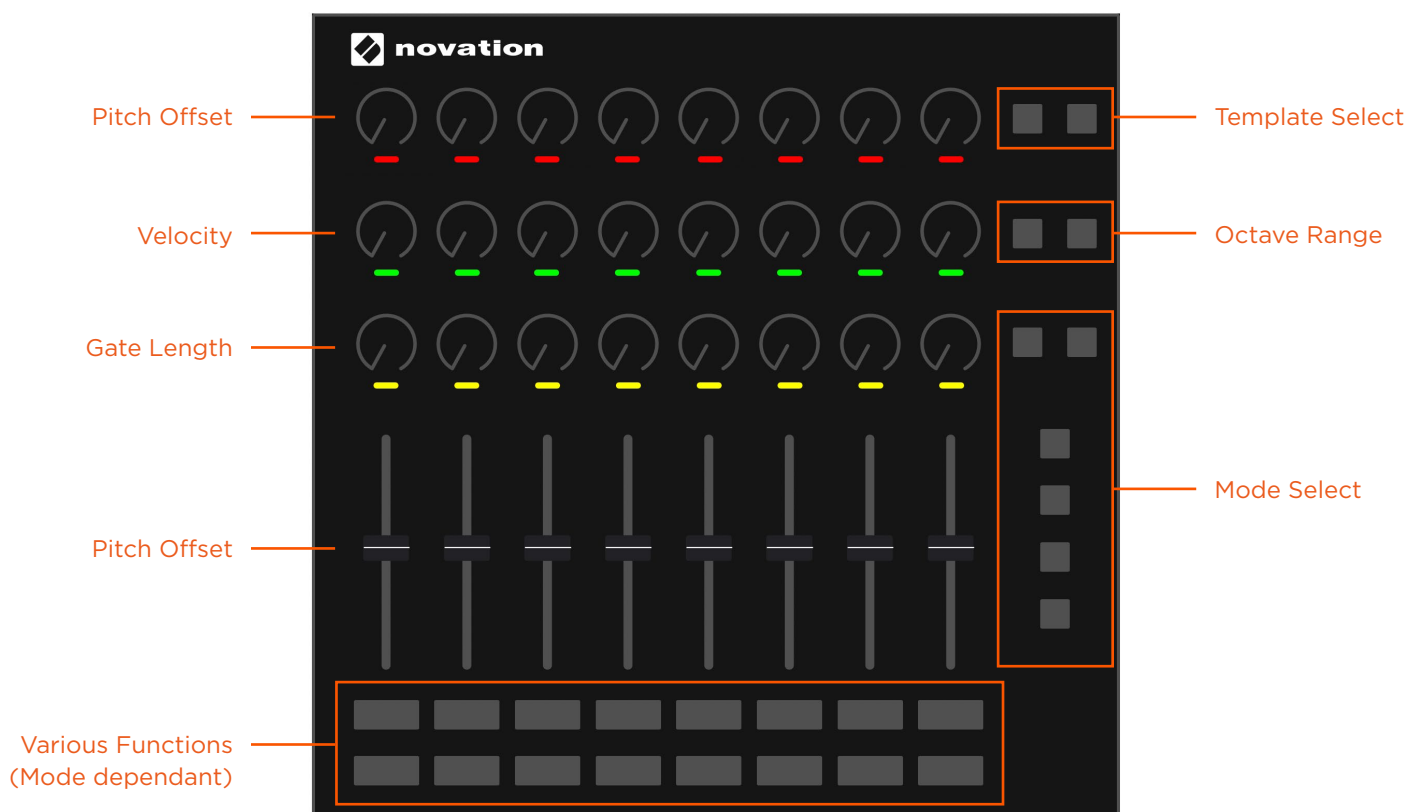 novation
Pitch Offset
Template Select
Velocity
Octave Range
Gate Length
Mode Select
Pitch Offset
Various Functions
(Mode dependant)